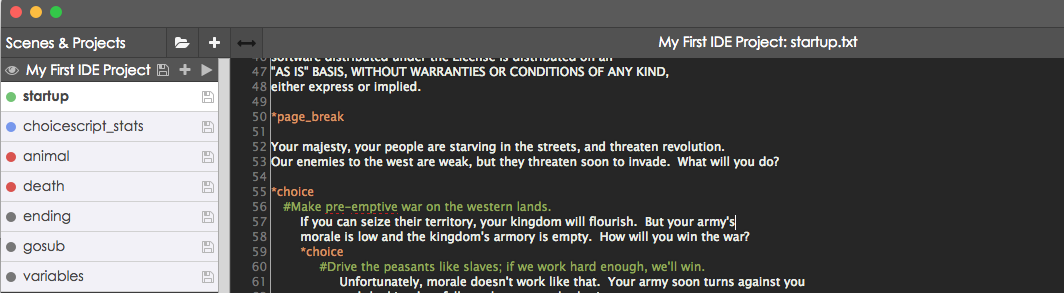 Scenes & Projects
My First IDE Project: startup.txt
My First IDE Project
startup
choicescript_stats
animal
death
ending
gosub
variables
software distributed under the License is distributed on an
47 "AS IS" BASIS, WITHOUT WARRANTIES OR CONDITIONS OF ANY KIND,
48 either express or implied.
49
50 *page_break
51
52 Your majesty, your people are starving in the streets, and threaten revolution.
53 Our enemies to the west are weak, but they threaten soon to invade.  What will you do?
54
55 *choice
56 #Make pre-emptive war on the western lands.
57 If you can seize their territory, your kingdom will flourish.  But your army's
58 morale is low and the kingdom's armory is empty.  How will you win the war?
59 *choice
60 #Drive the peasants like slaves; if we work hard enough, we'll win.
61 Unfortunately, morale doesn't work like that.  Your army soon turns against you